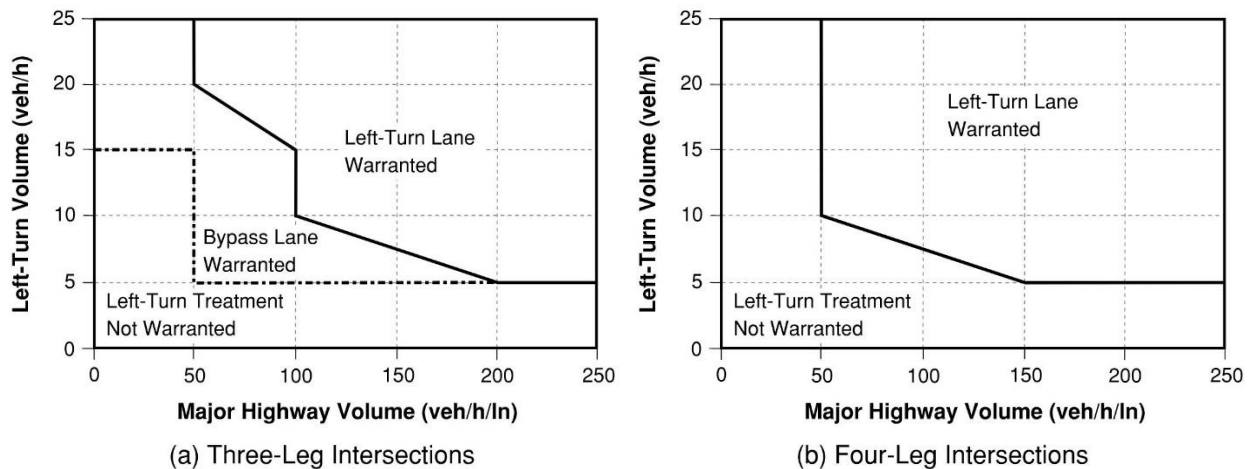 25
20
15
10
5
0
Left-Turn Volume (veh/h)
Left-Turn Lane
Warranted
Bypass Lane
Warranted
Left-Turn Treatment
Not Warranted
0 50 100 150 200 250
Major Highway Volume (veh/h/ln)
(a) Three-Leg Intersections
25
20
15
10
5
0
Left-Turn Volume (veh/h)
Left-Turn Lane
Warranted
Left-Turn Treatment
Not Warranted
0 50 100 150 200 250
Major Highway Volume (veh/h/ln)
(b) Four-Leg Intersections